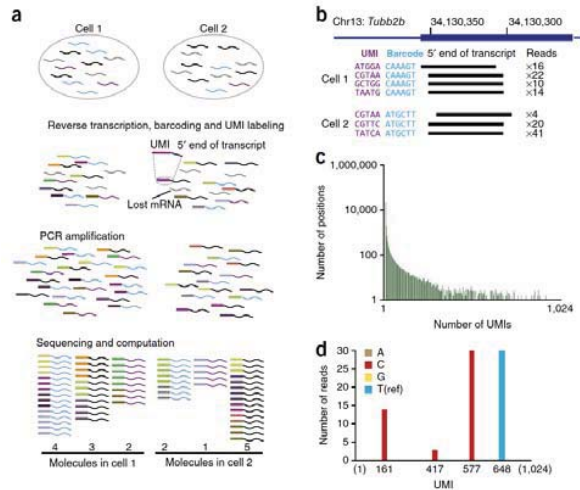 a
Cell 1 Cell 2
Reverse transcription, barcoding and UMI labeling
UMI 5′ end of transcript
Lost mRNA
PCR amplification
Sequencing and computation
4 3 2 2 1 5
Molecules in cell 1 Molecules in cell 2
b
Chr13: Tubb2b 34,130,350 34,130,300
UMI Barcode 5′ end of transcript Reads
Cell 1
ATGGA CAAAGT ×16
CGTAA CAAAGT ×22
GCTGG CAAAGT ×10
TAATG CAAAGT ×14
Cell 2
CGTAA ATGCTT ×4
CGTTC ATGCTT ×20
TATCA ATGCTT ×41
c
Number of positions
1,000,000
10,000
100
1
1 1,024
Number of UMIs
d
Number of reads
30
25
20
15
10
5
0
A
C
G
T(ref)
(1) 161 417 577 648 (1,024)
UMI